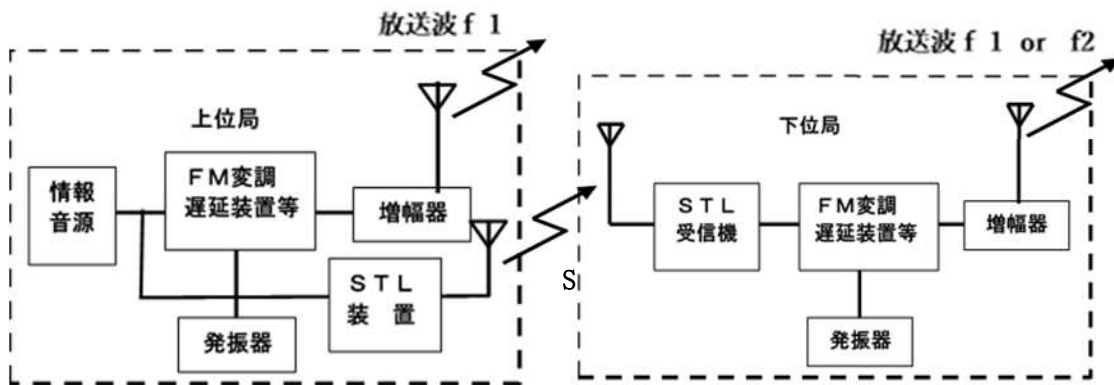 放送波ｆ１
放送波ｆ１ or f2
上位局
下位局
情報
音源
ＦＭ変調
遅延装置等
増幅器
ＳＴＬ
装　置
発振器
S
ＳＴＬ
受信機
ＦＭ変調
遅延装置等
増幅器
発振器